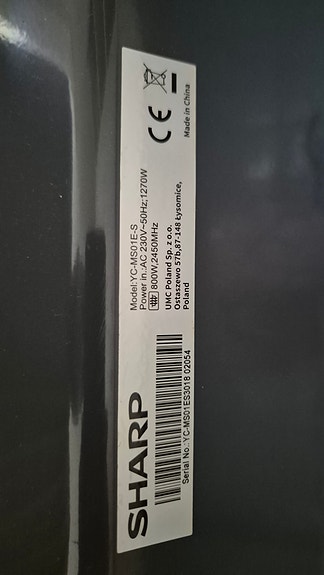 SHARP
Model:YC-MS01E-S
Power in.:AC 230V~50Hz;1270W
800W,2450MHz
UMC Poland Sp. z o.o.
Ostaszewo 57b,87-148 Łysomice,
Poland
Serial No.:YC-MS01ES3018 02054
CE
Made in China